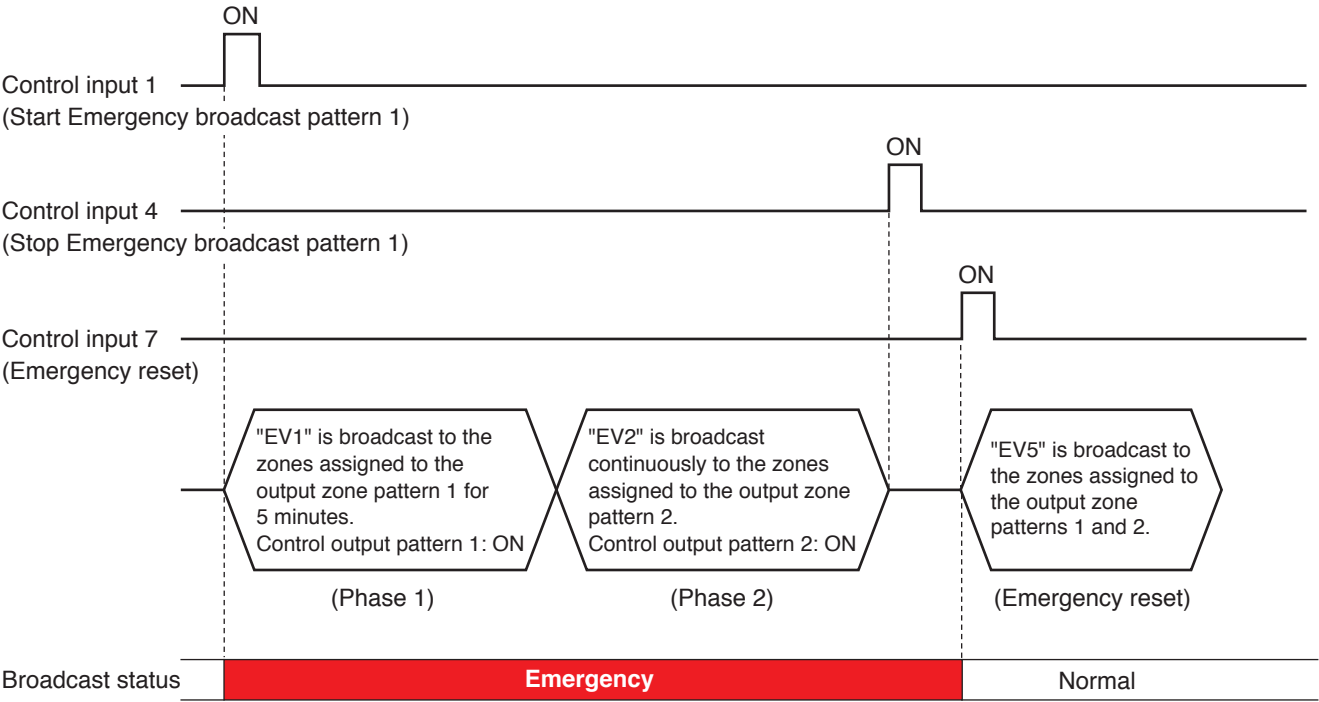 ON
Control input 1
(Start Emergency broadcast pattern 1)
ON
Control input 4
(Stop Emergency broadcast pattern 1)
ON
Control input 7
(Emergency reset)
"EV1" is broadcast to the
zones assigned to the
output zone pattern 1 for
5 minutes.
Control output pattern 1: ON
"EV2" is broadcast
continuously to the zones
assigned to the output zone
pattern 2.
Control output pattern 2: ON
"EV5" is broadcast to
the zones assigned to
the output zone
patterns 1 and 2.
(Phase 1)
(Phase 2)
(Emergency reset)
Broadcast status
Emergency
Normal